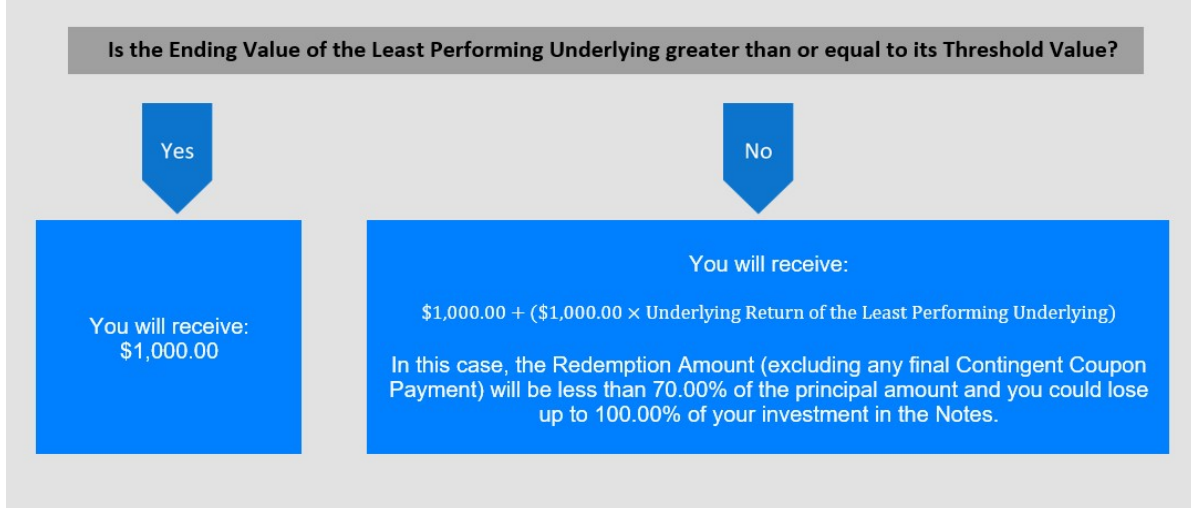 Is the Ending Value of the Least Performing Underlying greater than or equal to its Threshold Value?
Yes
No
You will receive:
$1,000.00
You will receive:
$1,000.00 + ($1,000.00 × Underlying Return of the Least Performing Underlying)
In this case, the Redemption Amount (excluding any final Contingent Coupon
Payment) will be less than 70.00% of the principal amount and you could lose
up to 100.00% of your investment in the Notes.